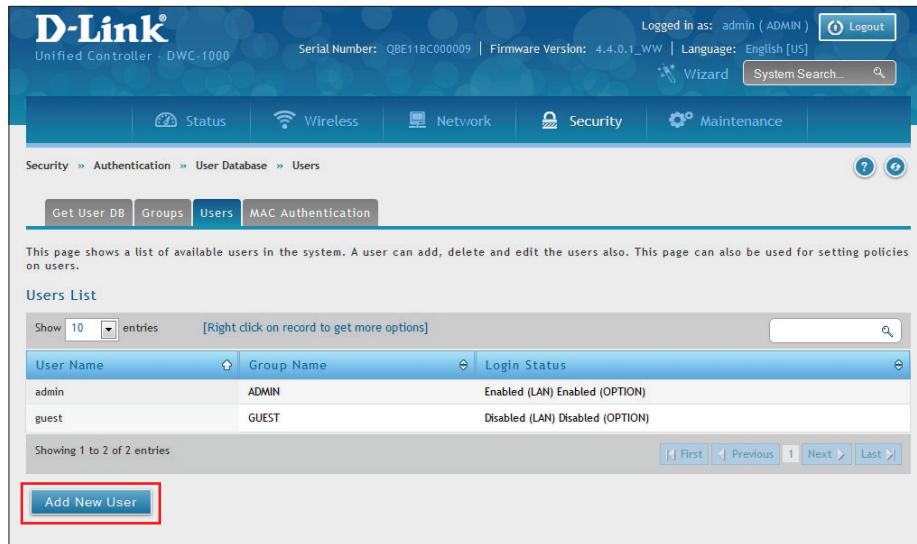 D-Link
Unified Controller - DWC-1000
Logged in as: admin ( ADMIN ) Logout
Serial Number: QBE11BC000009 | Firmware Version: 4.4.0.1_WW | Language: English [US]
Wizard System Search...
Status Wireless Network Security Maintenance
Security » Authentication » User Database » Users
Get User DB Groups Users MAC Authentication
This page shows a list of available users in the system. A user can add, delete and edit the users also. This page can also be used for setting policies
on users.
Users List
Show 10 entries [Right click on record to get more options]
User Name Group Name Login Status
admin ADMIN Enabled (LAN) Enabled (OPTION)
guest GUEST Disabled (LAN) Disabled (OPTION)
Showing 1 to 2 of 2 entries First Previous 1 Next Last
Add New User